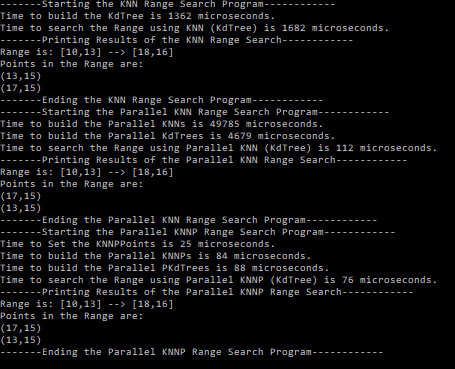 -------Starting the KNN Range Search Program------------
Time to build the KdTree is 1362 microseconds.
Time to search the Range using KNN (KdTree) is 1682 microseconds.
-------Printing Results of the KNN Range Search------------
Range is: [10,13] --> [18,16]
Points in the Range are:
(13,15)
(17,15)
-------Ending the KNN Range Search Program------------
-------Starting the Parallel KNN Range Search Program------------
Time to build the Parallel KNNs is 49785 microseconds.
Time to build the Parallel KdTrees is 4679 microseconds.
Time to search the Range using Parallel KNN (KdTree) is 112 microseconds.
-------Printing Results of the Parallel KNN Range Search------------
Range is: [10,13] --> [18,16]
Points in the Range are:
(17,15)
(13,15)
-------Ending the Parallel KNN Range Search Program------------
-------Starting the Parallel KNNP Range Search Program------------
Time to Set the KNNPPoints is 25 microseconds.
Time to build the Parallel KNNPs is 84 microseconds.
Time to build the Parallel PKdTrees is 88 microseconds.
Time to search the Range using Parallel KNNP (KdTree) is 76 microseconds.
-------Printing Results of the Parallel KNNP Range Search------------
Range is: [10,13] --> [18,16]
Points in the Range are:
(17,15)
(13,15)
-------Ending the Parallel KNNP Range Search Program------------